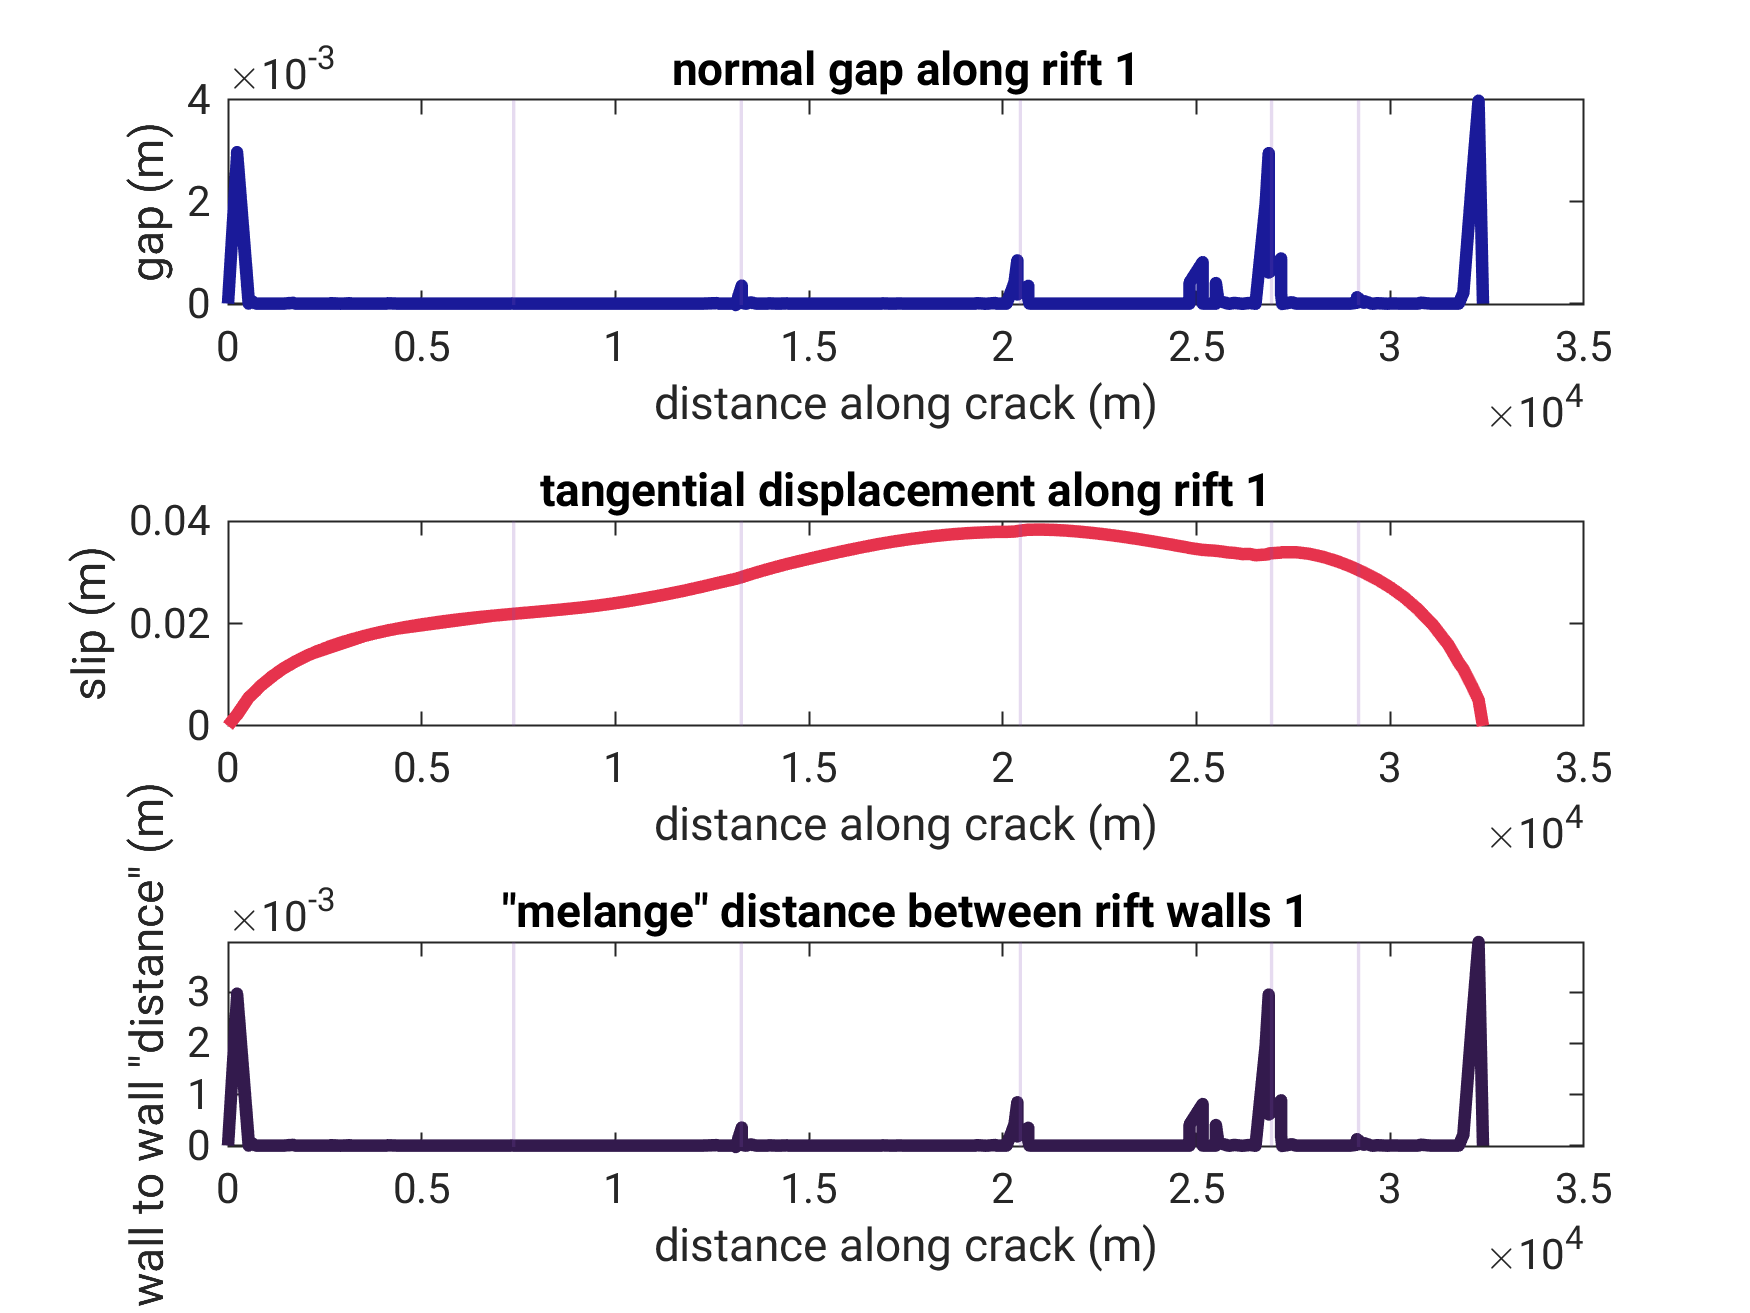 ×10-3
normal gap along rift 1
gap (m)
4
2
0
0 0.5 1 1.5 2 2.5 3 3.5
distance along crack (m)
×104
tangential displacement along rift 1
slip (m)
0.04
0.02
0
0 0.5 1 1.5 2 2.5 3 3.5
distance along crack (m)
×104
×10-3
"melange" distance between rift walls 1
wall to wall "distance" (m)
3
2
1
0
0 0.5 1 1.5 2 2.5 3 3.5
distance along crack (m)
×104